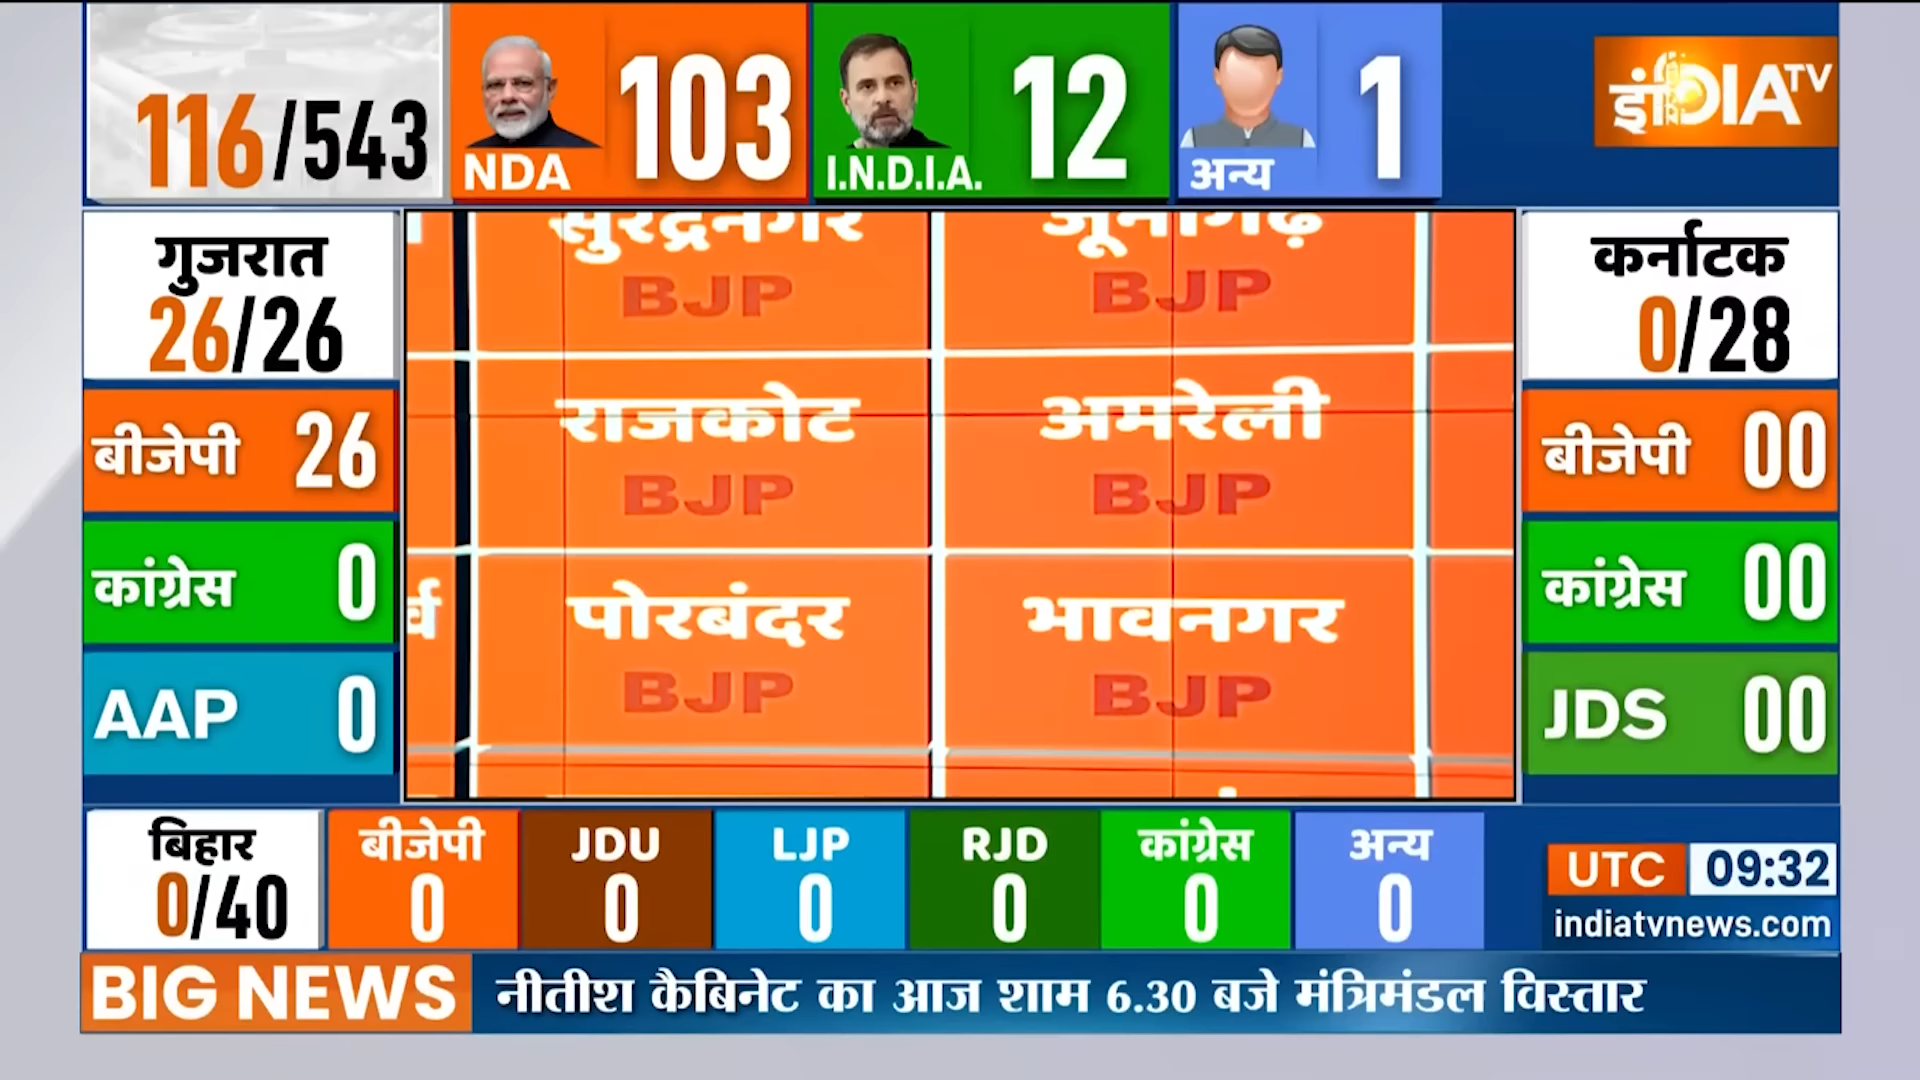 116/543
NDA 103
I.N.D.I.A. 12
अन्य 1
इंDIA TV
गुजरात
26/26
बीजेपी 26
कांग्रेस 0
AAP 0
सुरेंद्रनगर
BJP
जूनागढ़
BJP
राजकोट
BJP
अमरेली
BJP
पोरबंदर
BJP
भावनगर
BJP
कर्नाटक
0/28
बीजेपी 00
कांग्रेस 00
JDS 00
बिहार
0/40
बीजेपी
0
JDU
0
LJP
0
RJD
0
कांग्रेस
0
अन्य
0
UTC 09:32
indiatvnews.com
BIG NEWS नीतीश कैबिनेट का आज शाम 6.30 बजे मंत्रिमंडल विस्तार